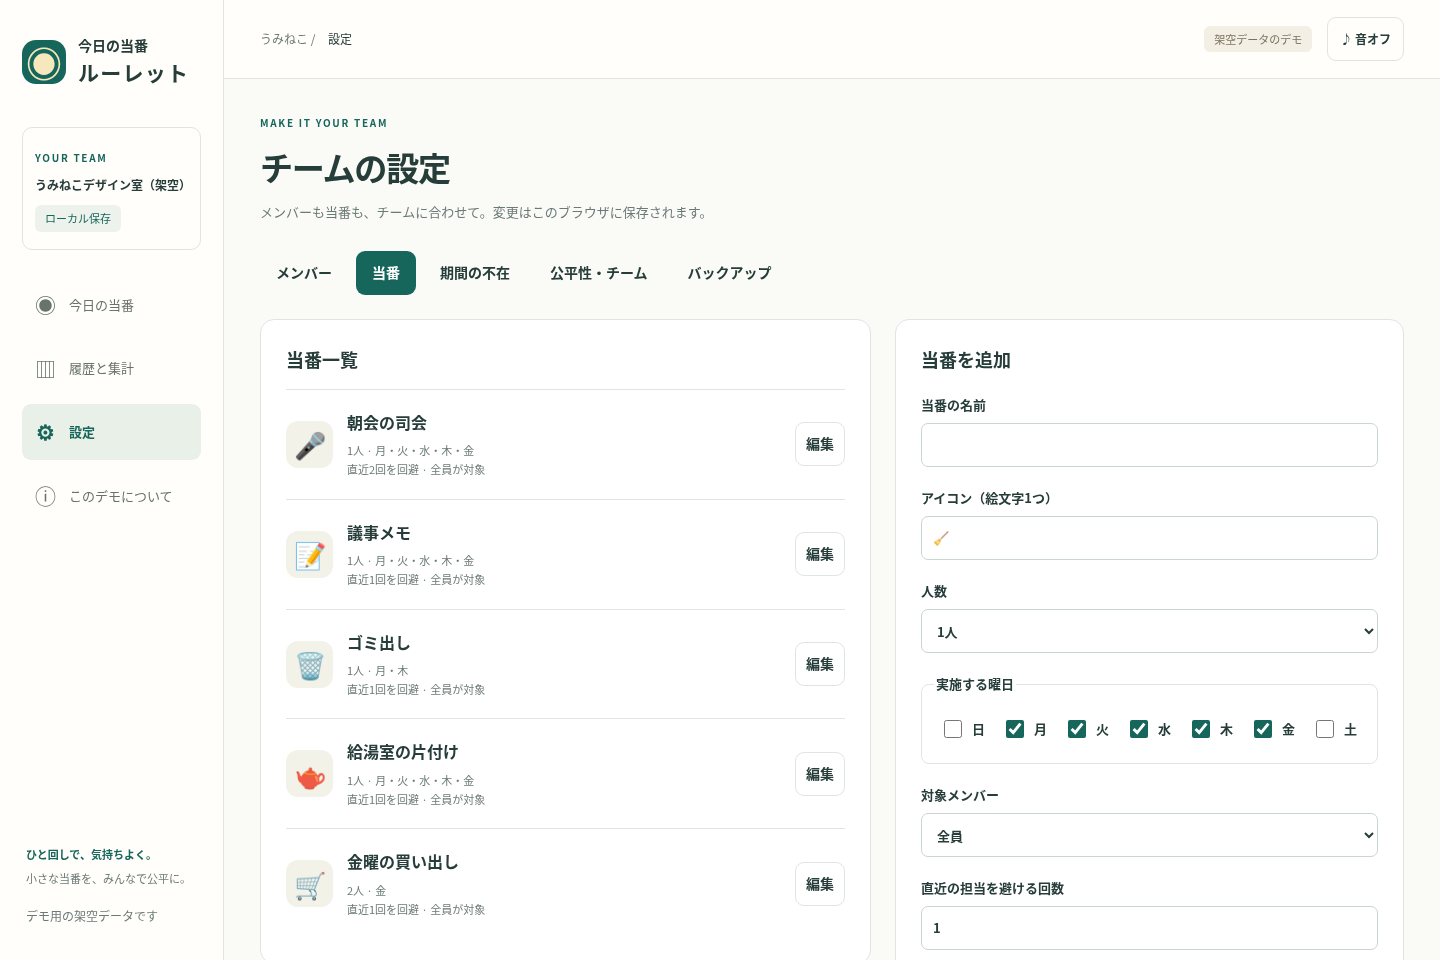 今日の当番
ルーレット
YOUR TEAM
うみねこデザイン室（架空）
ローカル保存
今日の当番
履歴と集計
設定
このデモについて
ひと回しで、気持ちよく。
小さな当番を、みんなで公平に。
デモ用の架空データです
うみねこ / 設定
架空データのデモ
♪ 音オフ
MAKE IT YOUR TEAM
チームの設定
メンバーも当番も、チームに合わせて。変更はこのブラウザに保存されます。
メンバー 当番 期間の不在 公平性・チーム バックアップ
当番一覧
朝会の司会
1人 · 月・火・水・木・金
直近2回を回避 · 全員が対象
編集
議事メモ
1人 · 月・火・水・木・金
直近1回を回避 · 全員が対象
編集
ゴミ出し
1人 · 月・木
直近1回を回避 · 全員が対象
編集
給湯室の片付け
1人 · 月・火・水・木・金
直近1回を回避 · 全員が対象
編集
金曜の買い出し
2人 · 金
直近1回を回避 · 全員が対象
編集
当番を追加
当番の名前
アイコン（絵文字1つ）
🧹
人数
1人
実施する曜日
日 月 火 水 木 金 土
対象メンバー
全員
直近の担当を避ける回数
1